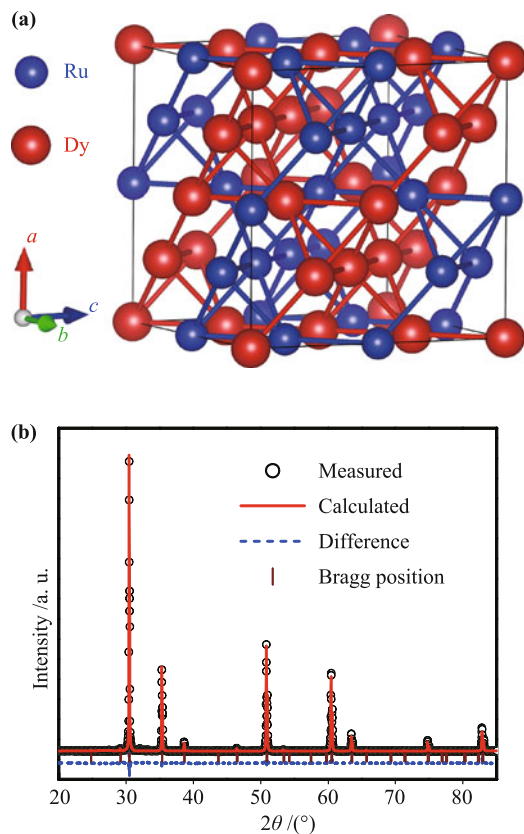 (a)
Ru
Dy
a
c
b
(b)
Measured
Calculated
Difference
Bragg position
Intensity /a. u.
20 30 40 50 60 70 80
2θ /(°)